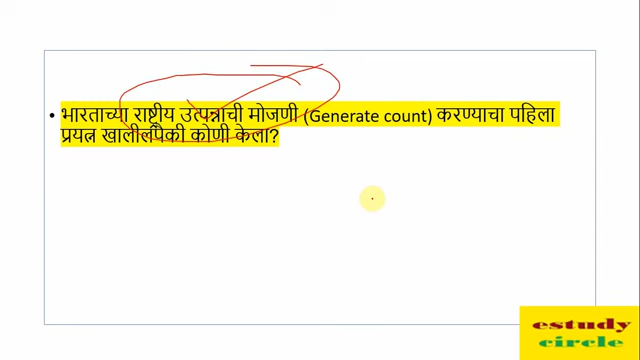 • भारताच्या राष्ट्रीय उत्पन्नाची मोजणी (Generate count) करण्याचा पहिला
प्रयत्न खालीलपैकी कोणी केला?
estudy
circle